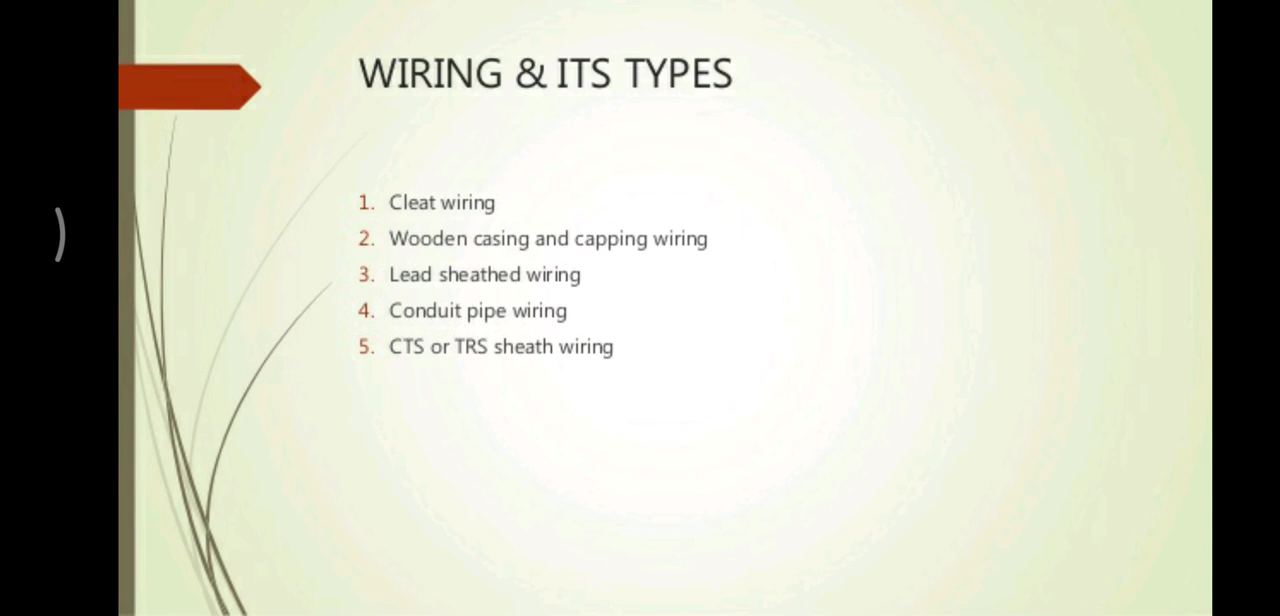 WIRING & ITS TYPES
1. Cleat wiring
2. Wooden casing and capping wiring
3. Lead sheathed wiring
4. Conduit pipe wiring
5. CTS or TRS sheath wiring